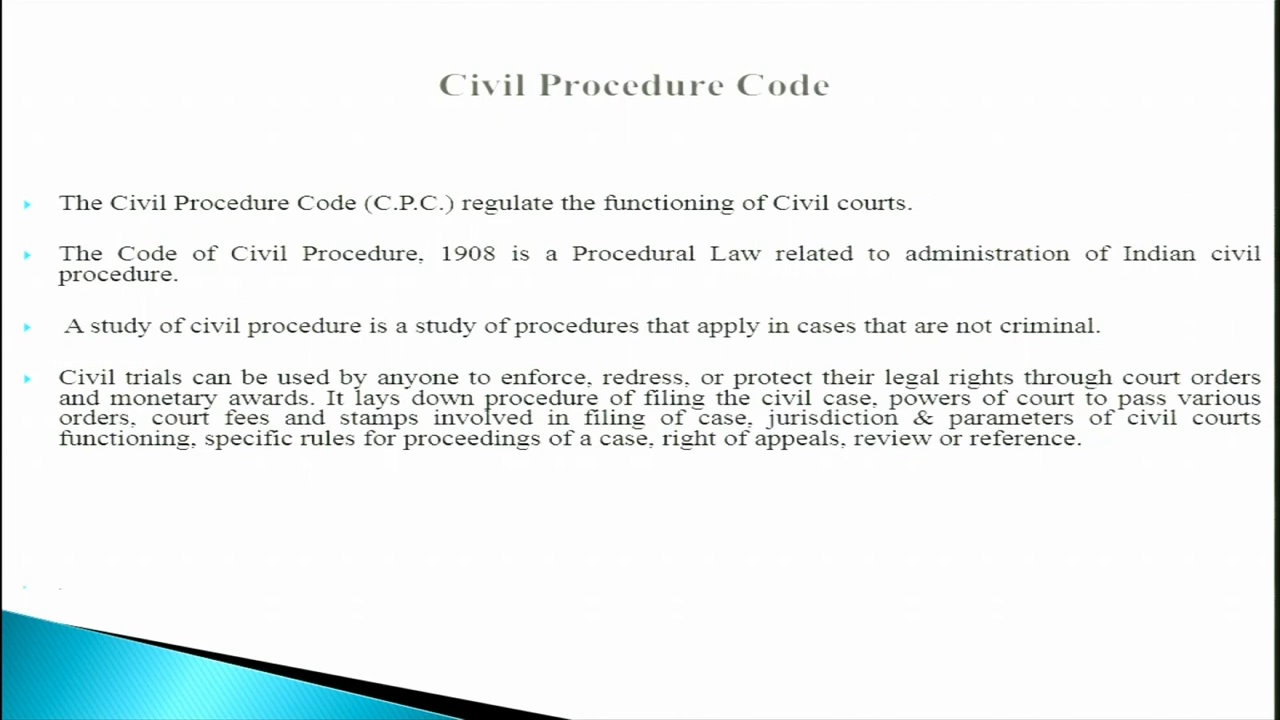 Civil Procedure Code
The Civil Procedure Code (C.P.C.) regulate the functioning of Civil courts.
The Code of Civil Procedure, 1908 is a Procedural Law related to administration of Indian civil
procedure.
A study of civil procedure is a study of procedures that apply in cases that are not criminal.
Civil trials can be used by anyone to enforce, redress, or protect their legal rights through court orders
and monetary awards. It lays down procedure of filing the civil case, powers of court to pass various
orders, court fees and stamps involved in filing of case, jurisdiction & parameters of civil courts
functioning, specific rules for proceedings of a case, right of appeals, review or reference.
.